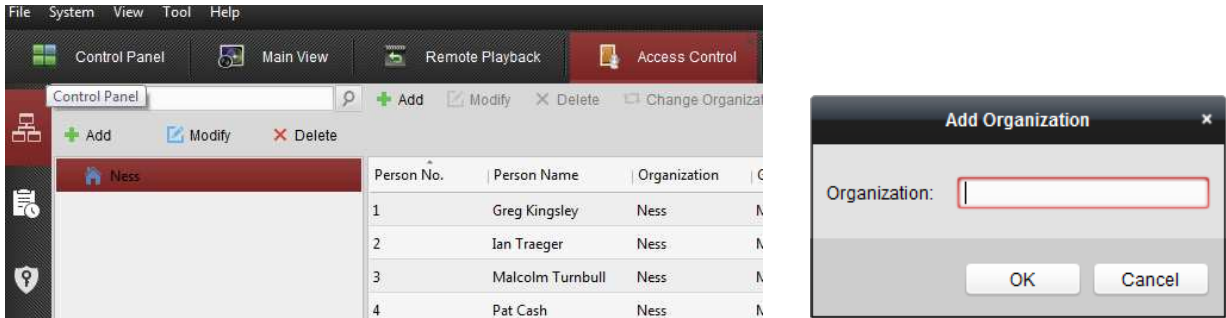 File System View Tool Help
Control Panel Main View Remote Playback Access Control
Control Panel
Add Modify Delete Change Organizat
Add Modify Delete
Ness
Person No. Person Name Organization
1 Greg Kingsley Ness
2 Ian Traeger Ness
3 Malcolm Turnbull Ness
4 Pat Cash Ness
Add Organization
Organization:
OK Cancel